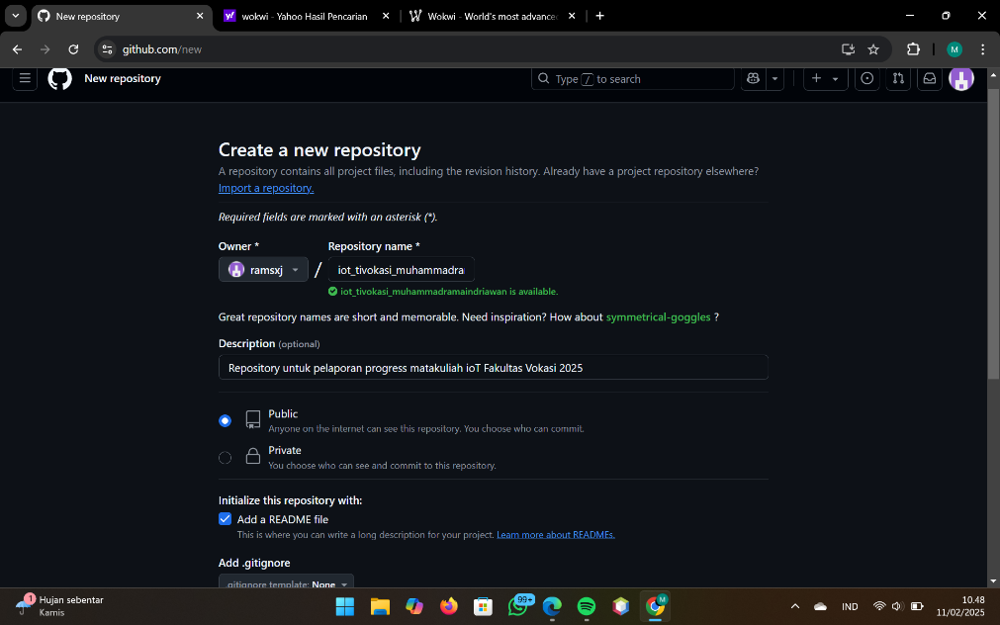 New repository
wokwi - Yahoo Hasil Pencarian
Wokwi - World's most advance
github.com/new
M
New repository
Type / to search
Create a new repository
A repository contains all project files, including the revision history. Already have a project repository elsewhere?
Import a repository.
Required fields are marked with an asterisk (*).
Owner *
Repository name *
ramsxj
/
iot_tivokasi_muhammadra
iot_tivokasi_muhammadramaindriawan is available.
Great repository names are short and memorable. Need inspiration? How about symmetrical-goggles ?
Description (optional)
Repository untuk pelaporan progress matakuliah ioT Fakultas Vokasi 2025
Public
Anyone on the internet can see this repository. You choose who can commit.
Private
You choose who can see and commit to this repository.
Initialize this repository with:
Add a README file
This is where you can write a long description for your project. Learn more about READMEs.
Add .gitignore
.gitignore template: None
1
Hujan sebentar
Kamis
99+
M
IND
10.48
11/02/2025